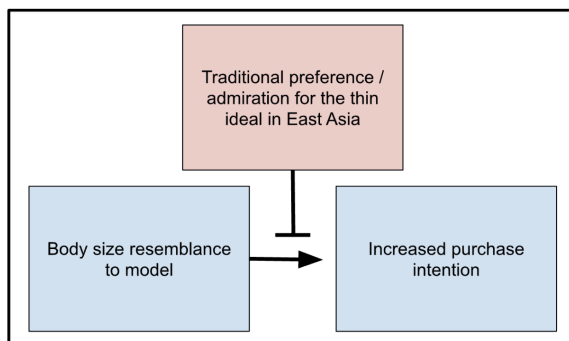 Traditional preference /
admiration for the thin
ideal in East Asia
Body size resemblance
to model
Increased purchase
intention